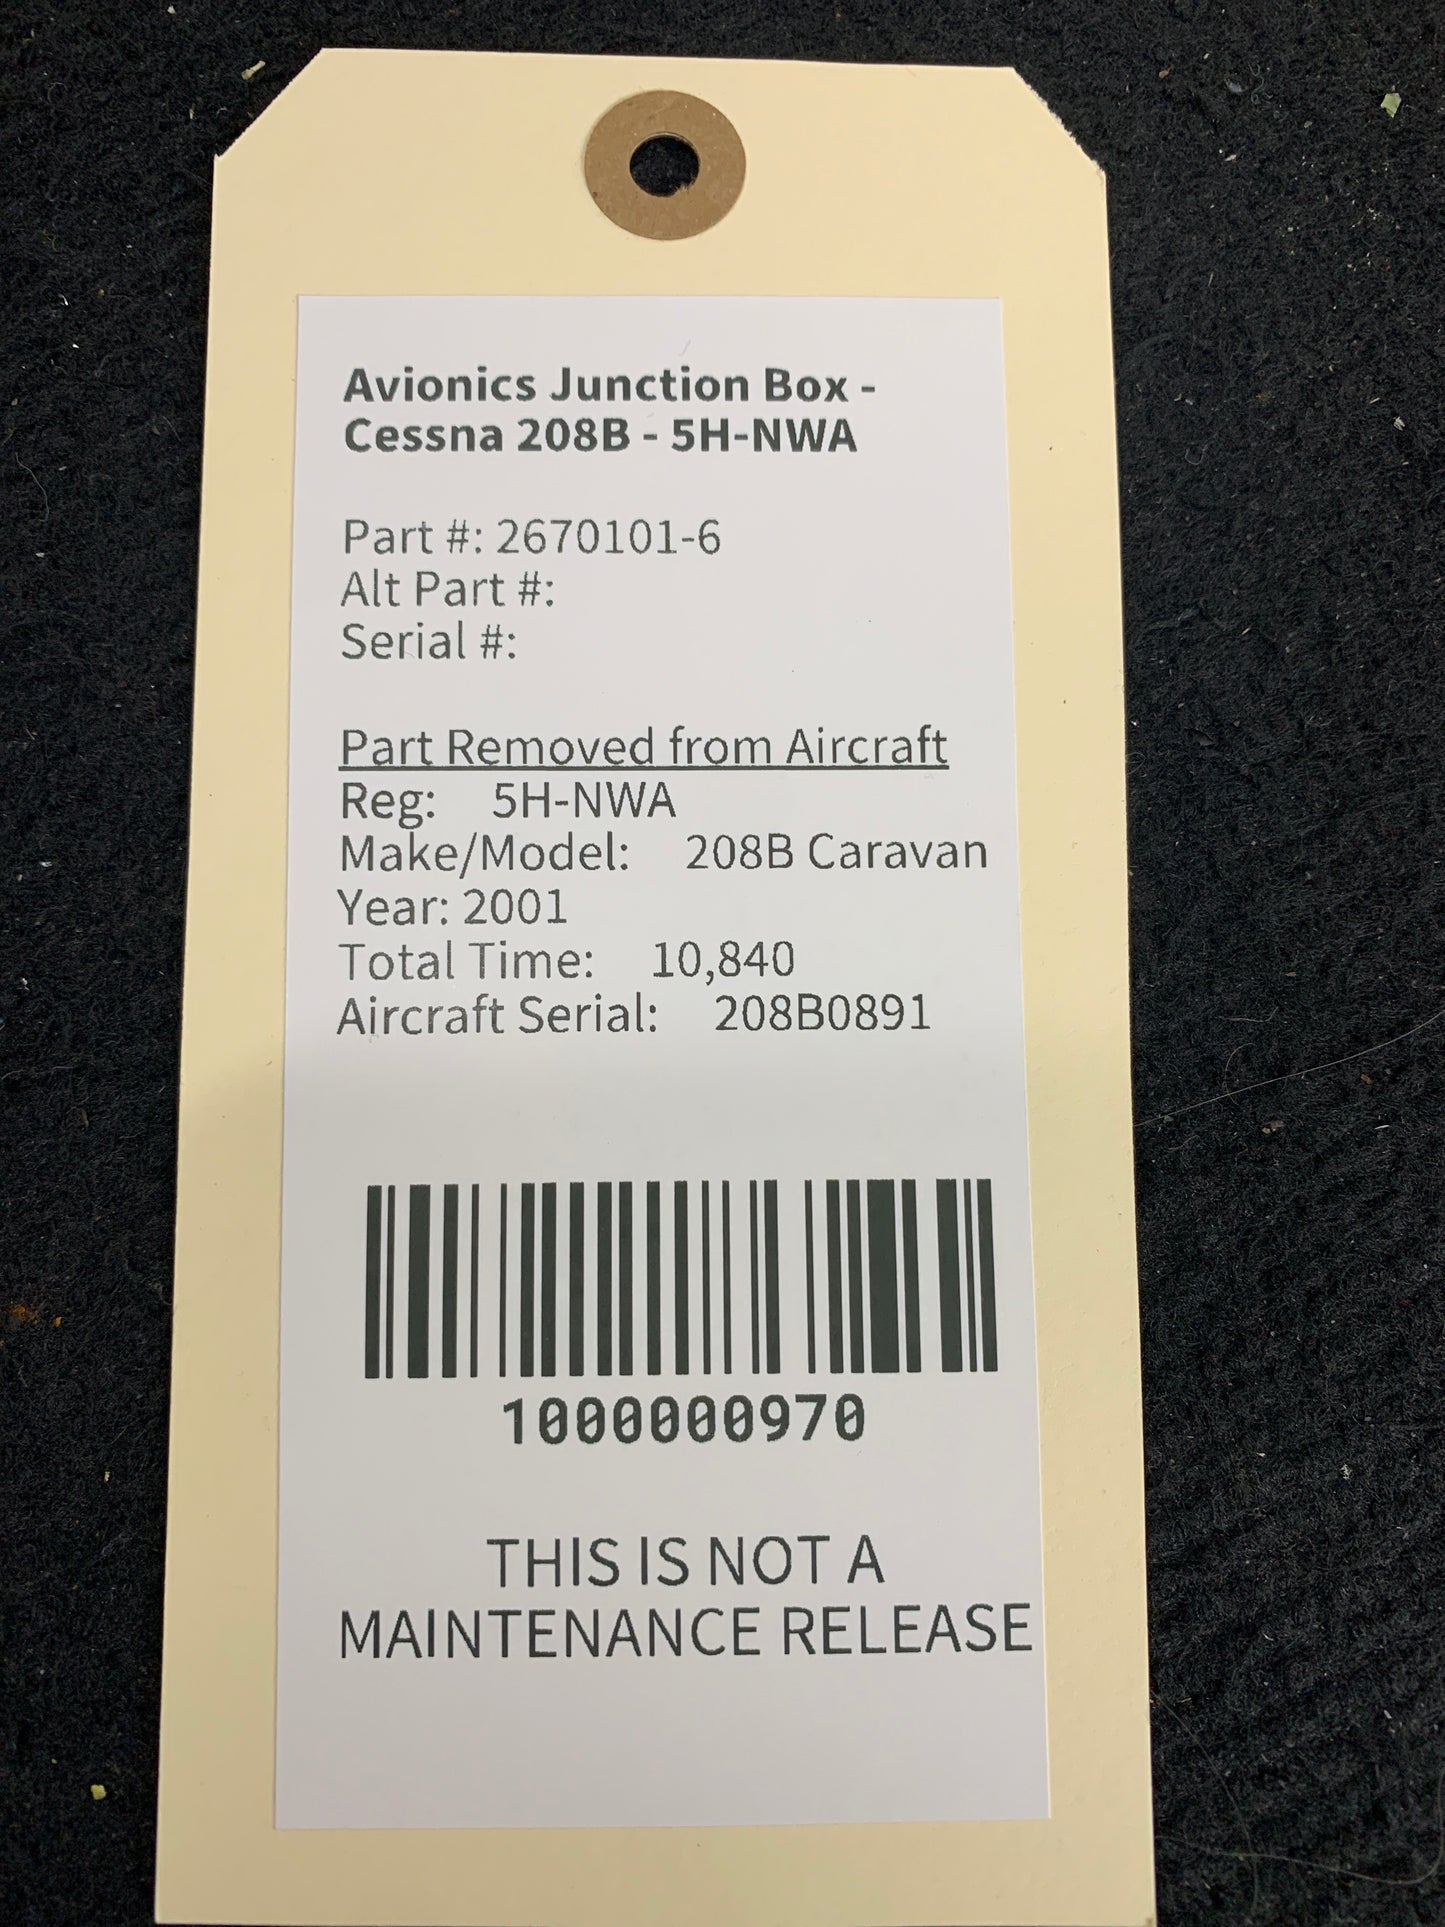 Avionics Junction Box -
Cessna 208B - 5H-NWA
Part #: 2670101-6
Alt Part #:
Serial #:
Part Removed from Aircraft
Reg: 5H-NWA
Make/Model: 208B Caravan
Year: 2001
Total Time: 10,840
Aircraft Serial: 208B0891
1000000970
THIS IS NOT A
MAINTENANCE RELEASE